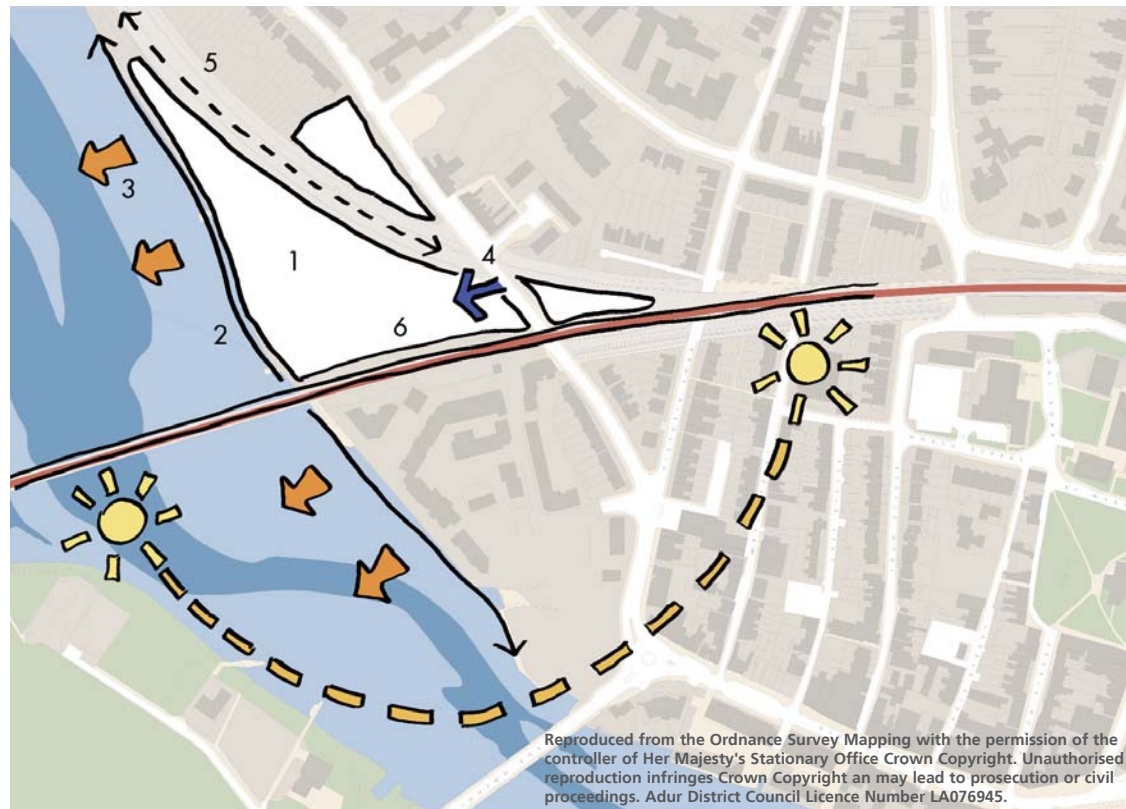 5
3
4
1
2
6
Reproduced from the Ordnance Survey Mapping with the permission of the
controller of Her Majesty's Stationary Office Crown Copyright. Unauthorised
reproduction infringes Crown Copyright an may lead to prosecution or civil
proceedings. Adur District Council Licence Number LA076945.